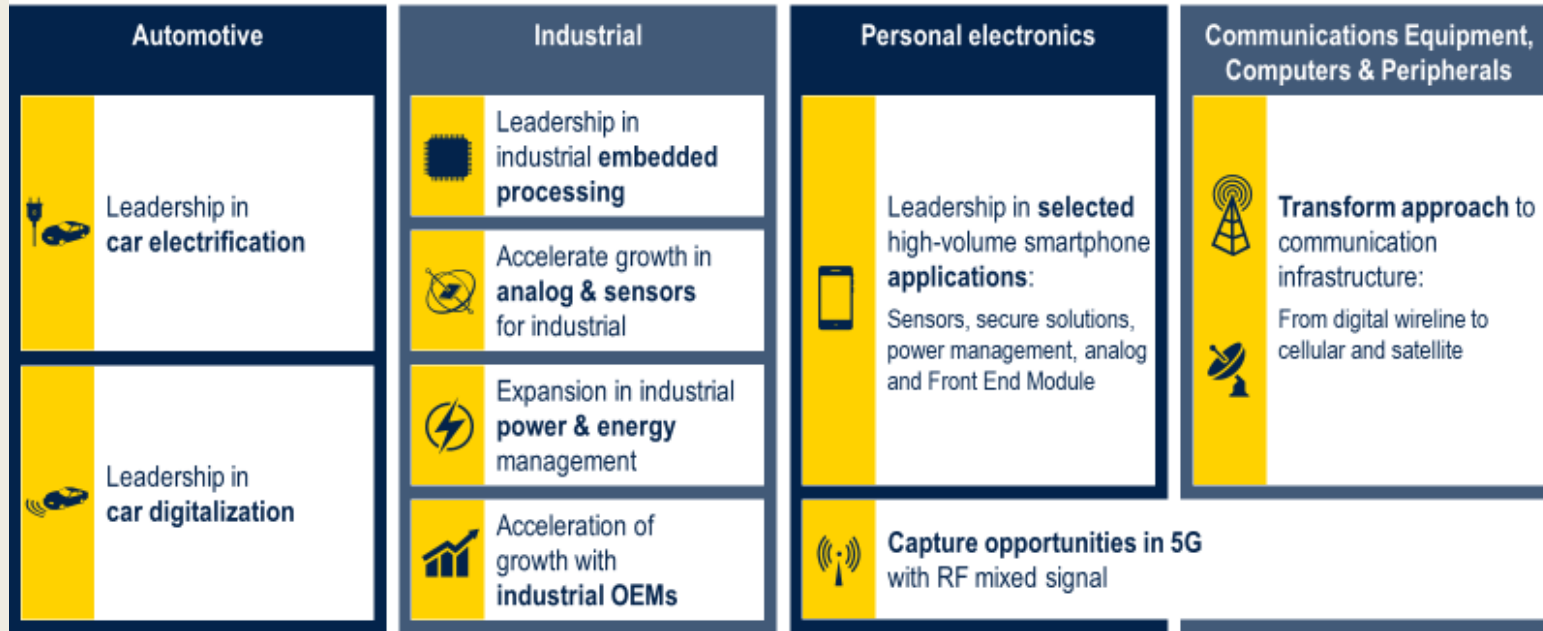 Automotive
Leadership in
car electrification
Leadership in
car digitalization
Industrial
Leadership in
industrial embedded
processing
Accelerate growth in
analog & sensors
for industrial
Expansion in industrial
power & energy
management
Acceleration of
growth with
industrial OEMs
Personal electronics
Leadership in selected
high-volume smartphone
applications:
Sensors, secure solutions,
power management, analog
and Front End Module
Communications Equipment,
Computers & Peripherals
Transform approach to
communication
infrastructure:
From digital wireline to
cellular and satellite
Capture opportunities in 5G
with RF mixed signal